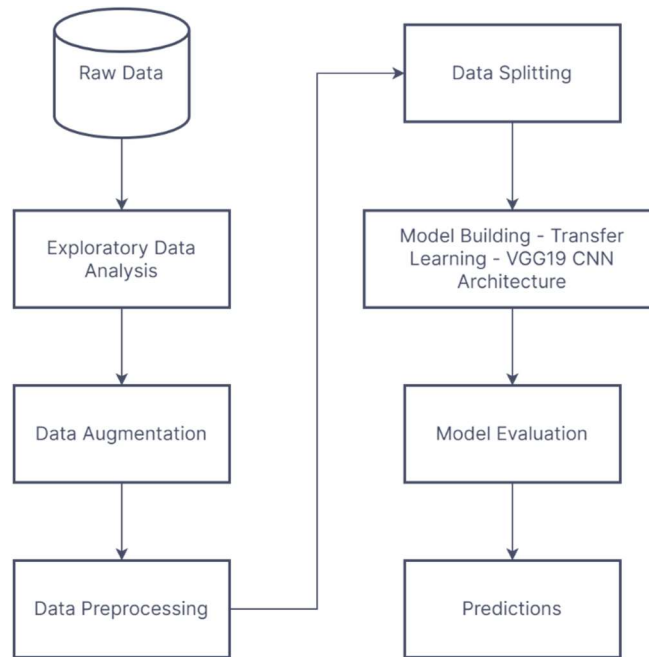 Raw Data
Exploratory Data
Analysis
Data Augmentation
Data Preprocessing
Data Splitting
Model Building - Transfer
Learning - VGG19 CNN
Architecture
Model Evaluation
Predictions